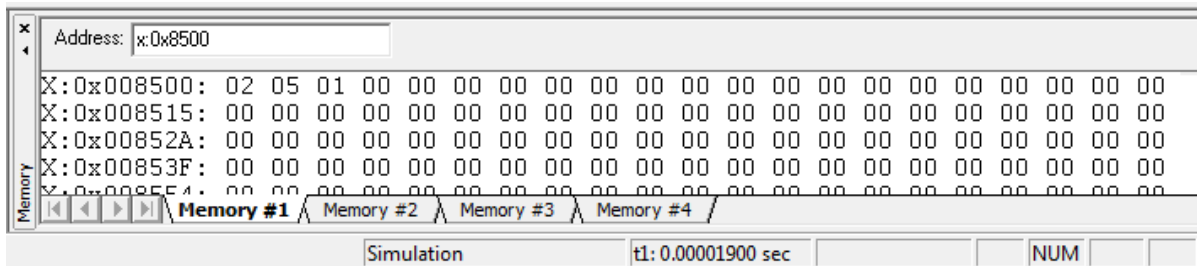 Address: x:0x8500
X:0x008500: 02 05 01 00 00 00 00 00 00 00 00 00 00 00 00 00 00 00 00 00 00
X:0x008515: 00 00 00 00 00 00 00 00 00 00 00 00 00 00 00 00 00 00 00 00 00
X:0x00852A: 00 00 00 00 00 00 00 00 00 00 00 00 00 00 00 00 00 00 00 00 00
X:0x00853F: 00 00 00 00 00 00 00 00 00 00 00 00 00 00 00 00 00 00 00 00 00
Memory
Memory #1 Memory #2 Memory #3 Memory #4
Simulation t1: 0.00001900 sec NUM